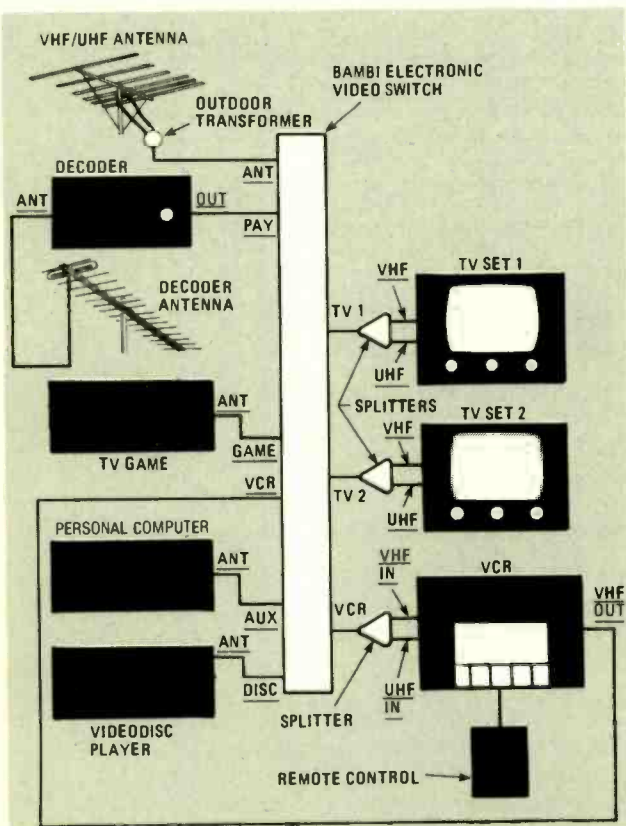 VHF/UHF ANTENNA
BAMBI ELECTRONIC
VIDEO SWITCH
OUTDOOR
TRANSFORMER
ANT
DECODER
ANT
OUT
PAY
DECODER
ANTENNA
VHF
TV SET 1
TV 1
UHF
SPLITTERS
ANT
GAME
TV GAME
VCR
VHF
TV SET 2
TV 2
UHF
PERSONAL COMPUTER
ANT
AUX
ANT
DISC
VIDEODISC
PLAYER
VHF
IN
VCR
VCR
VHF
OUT
UHF
IN
SPLITTER
REMOTE CONTROL